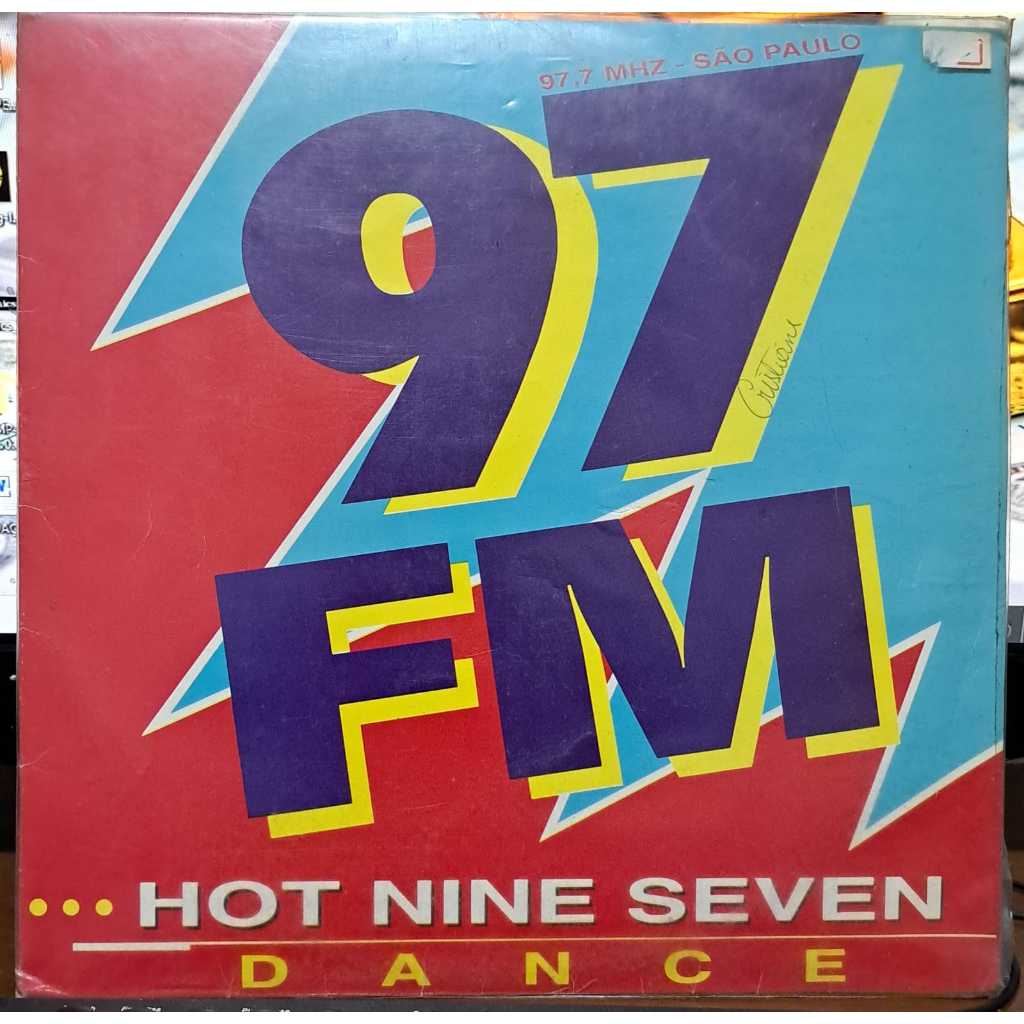 97,7 MHZ - SÃO PAULO
97
Cristiane
FM
...HOT NINE SEVEN
DANCE